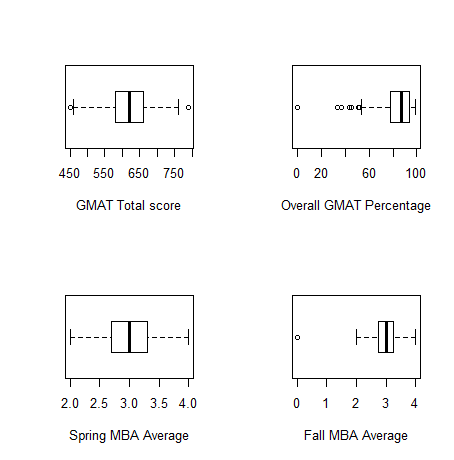 450 550 650 750
GMAT Total score
0 20 60 100
Overall GMAT Percentage
2.0 2.5 3.0 3.5 4.0
Spring MBA Average
0 1 2 3 4
Fall MBA Average